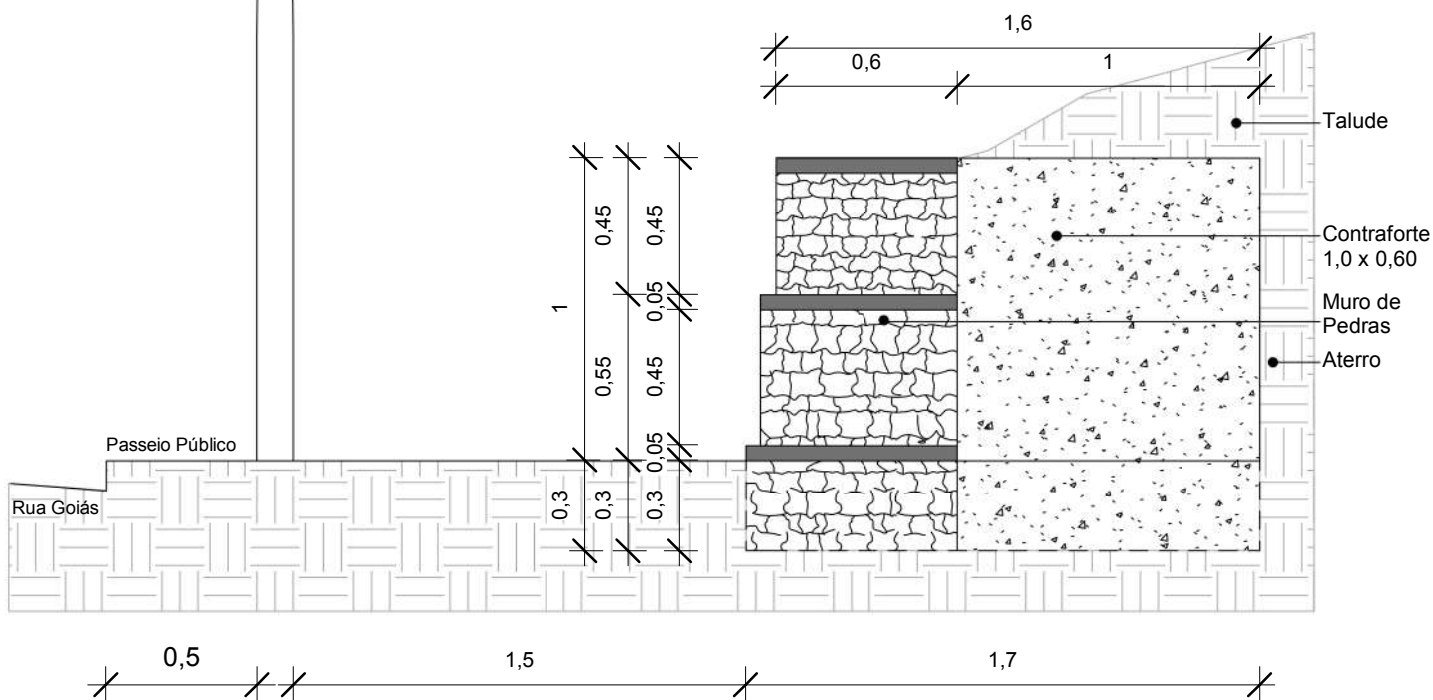 1,6
0,6
1
Talude
0,45
0,45
Contraforte
1,0 x 0,60
1
0,05
Muro de
Pedras
0,55
0,45
Aterro
Passeio Público
0,05
Rua Goiás
0,3
0,3
0,3
0,5
1,5
1,7